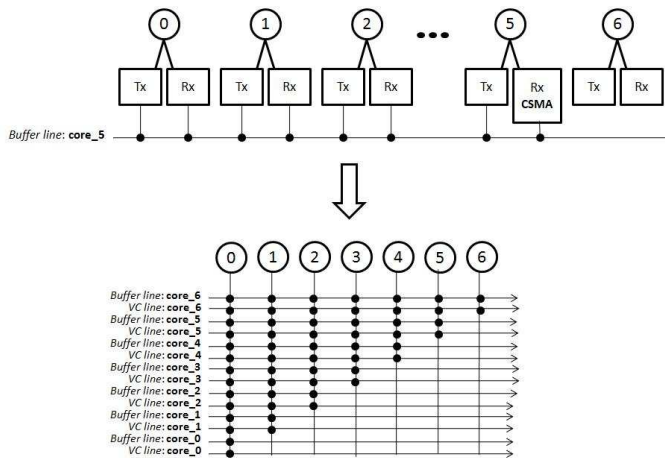 0 1 2 5 6
Tx Rx Tx Rx Tx Rx Tx Rx CSMA Tx Rx
Buffer line: core_5
0 1 2 3 4 5 6
Buffer line: core_6
VC line: core_6
Buffer line: core_5
VC line: core_5
Buffer line: core_4
VC line: core_4
Buffer line: core_3
VC line: core_3
Buffer line: core_2
VC line: core_2
Buffer line: core_1
VC line: core_1
Buffer line: core_0
VC line: core_0